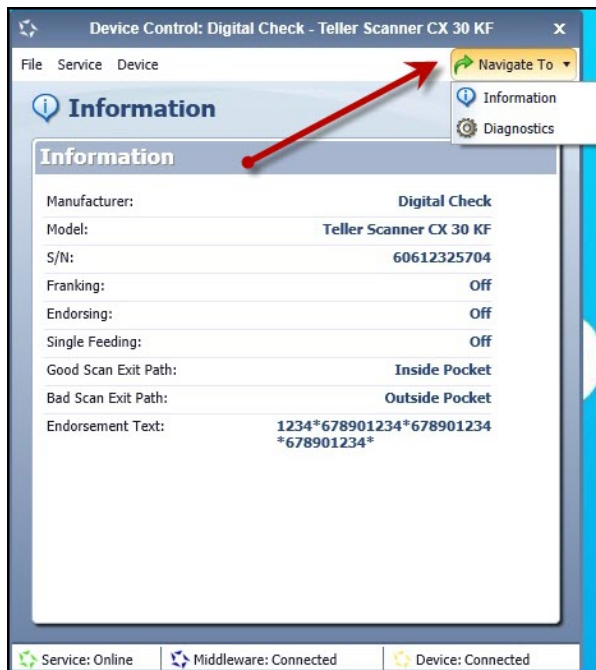 Device Control: Digital Check - Teller Scanner CX 30 KF x
File Service Device Navigate To
Information
Diagnostics
Information
Information
Manufacturer: Digital Check
Model: Teller Scanner CX 30 KF
S/N: 60612325704
Franking: Off
Endorsing: Off
Single Feeding: Off
Good Scan Exit Path: Inside Pocket
Bad Scan Exit Path: Outside Pocket
Endorsement Text: 1234*678901234*678901234
*678901234*
Service: Online Middleware: Connected Device: Connected